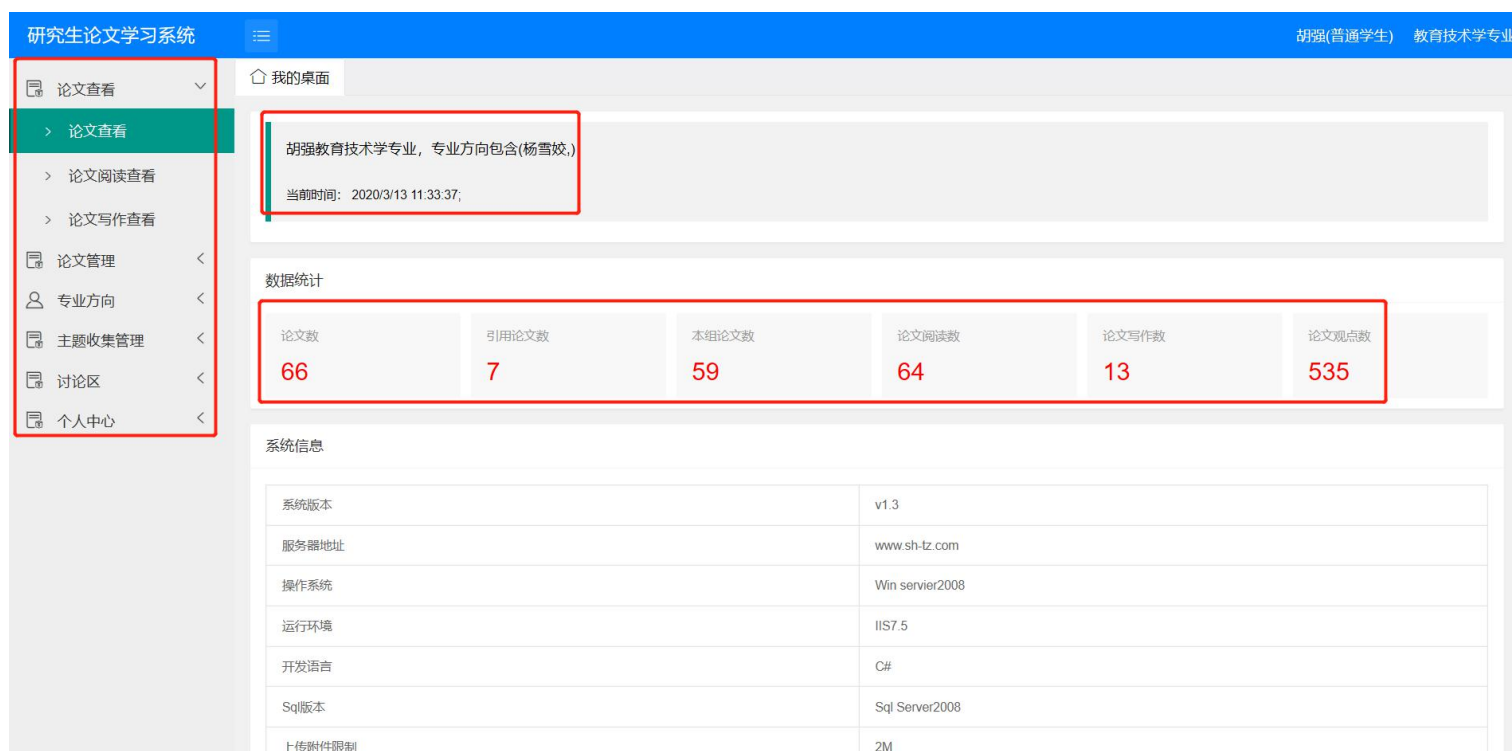 研究生论文学习系统
胡强(普通学生) 教育技术学专业
论文查看
论文查看
论文阅读查看
论文写作查看
论文管理
专业方向
主题收集管理
讨论区
个人中心
我的桌面
胡强教育技术学专业，专业方向包含(杨雪姣,)
当前时间： 2020/3/13 11:33:37;
数据统计
论文数 引用论文数 本组论文数 论文阅读数 论文写作数 论文观点数
66 7 59 64 13 535
系统信息
系统版本 v1.3
服务器地址 www.sh-tz.com
操作系统 Win servier2008
运行环境 IIS7.5
开发语言 C#
Sql版本 Sql Server2008
上传附件限制 2M